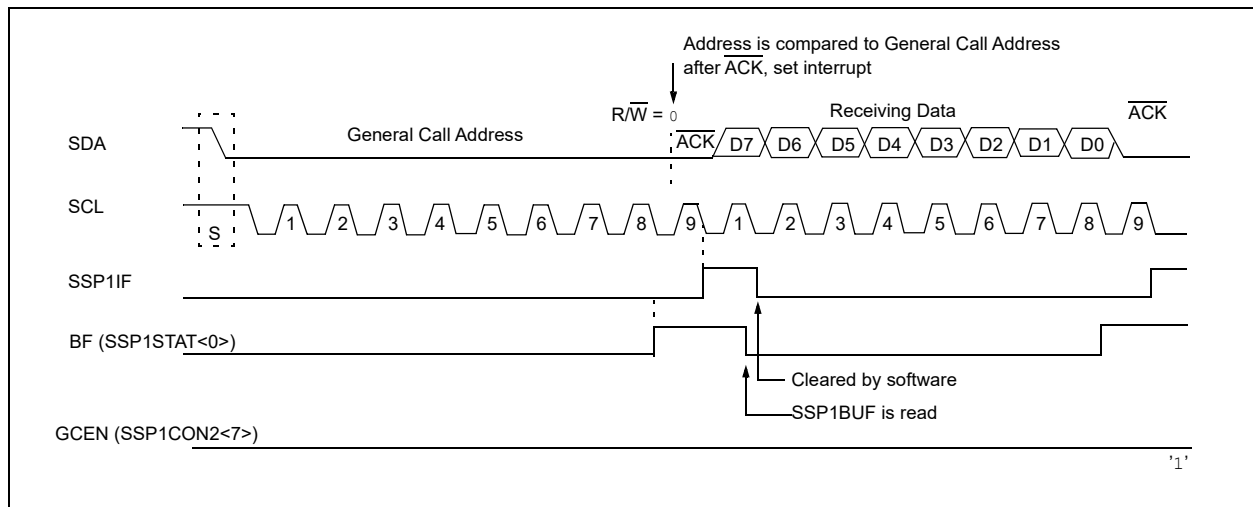 Address is compared to General Call Address
after ACK, set interrupt
R/W = 0
Receiving Data
ACK
General Call Address
SDA
ACK D7 D6 D5 D4 D3 D2 D1 D0
SCL
S
1 2 3 4 5 6 7 8 9 1 2 3 4 5 6 7 8 9
SSP1IF
BF (SSP1STAT<0>)
Cleared by software
SSP1BUF is read
GCEN (SSP1CON2<7>)
'1'